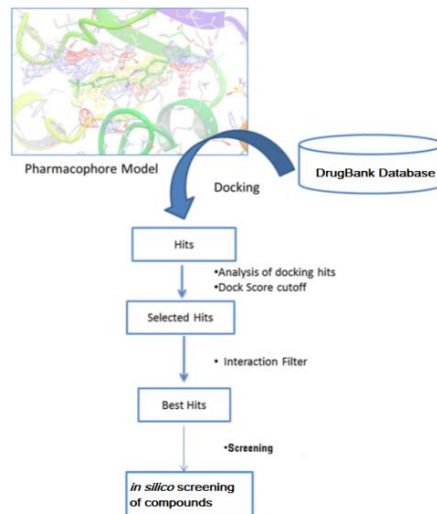 Pharmacophore Model
Docking
DrugBank Database
Hits
•Analysis of docking hits
•Dock Score cutoff
Selected Hits
• Interaction Filter
Best Hits
•Screening
in silico screening
of compounds